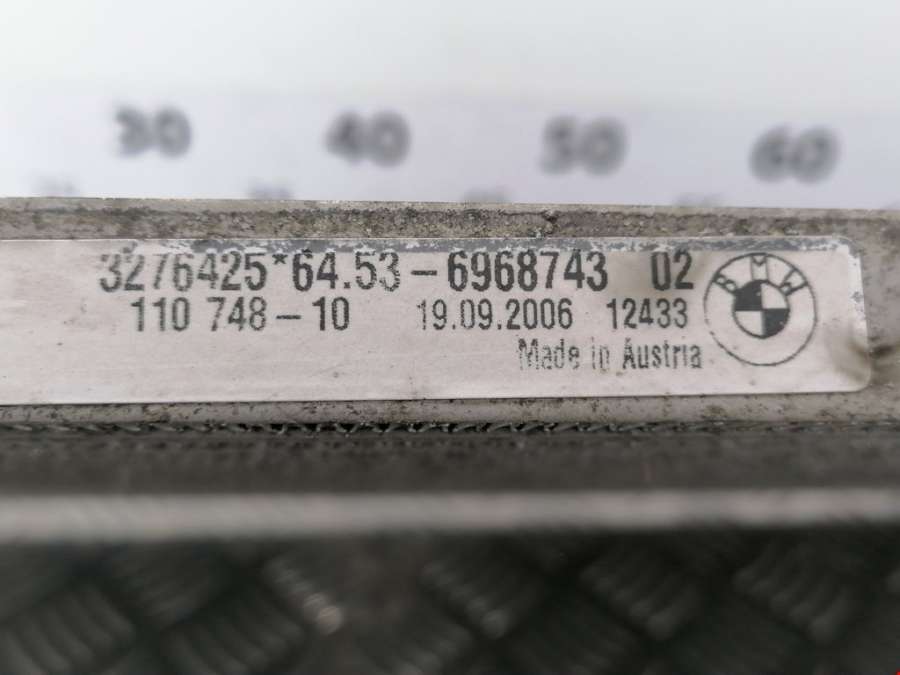 30 40 50 60
3276425*64.53-6968743 02
110 748-10 19.09.2006 12433
BMW
Made in Austria